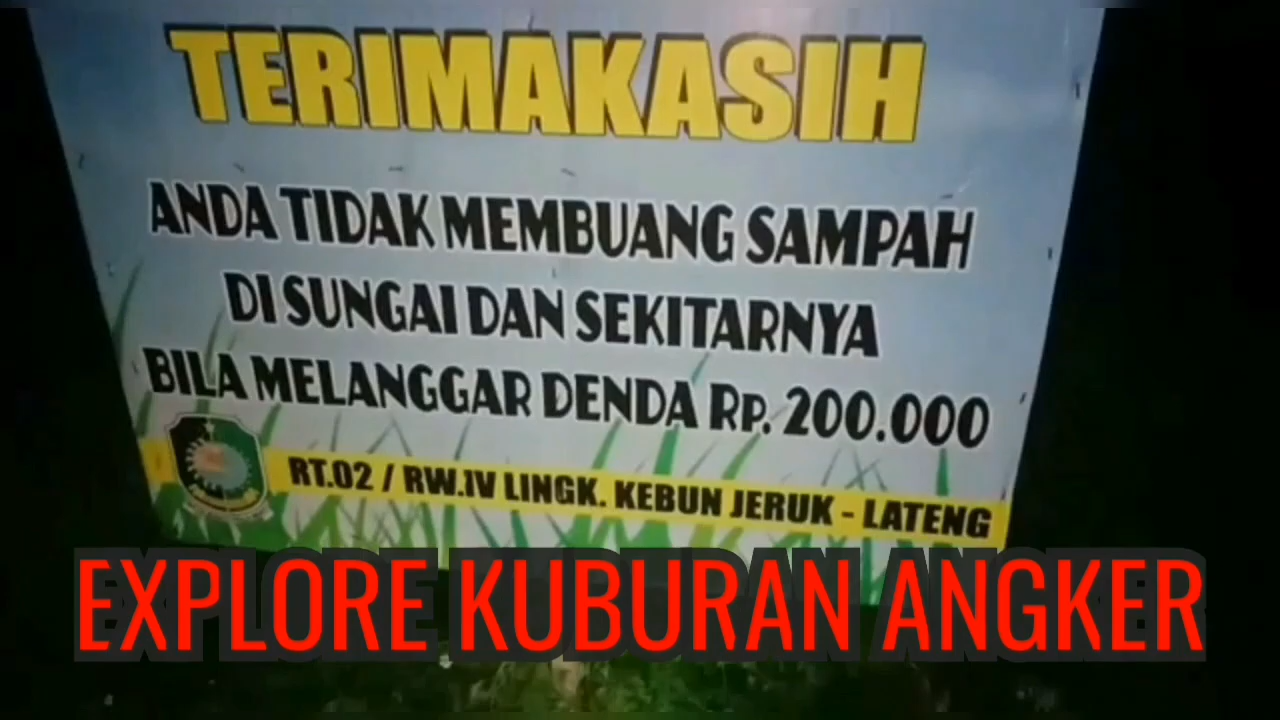 TERIMAKASIH
ANDA TIDAK MEMBUANG SAMPAH
DI SUNGAI DAN SEKITARNYA
BILA MELANGGAR DENDA Rp. 200.000
RT.02 / RW.IV LINGK. KEBUN JERUK - LATENG
EXPLORE KUBURAN ANGKER